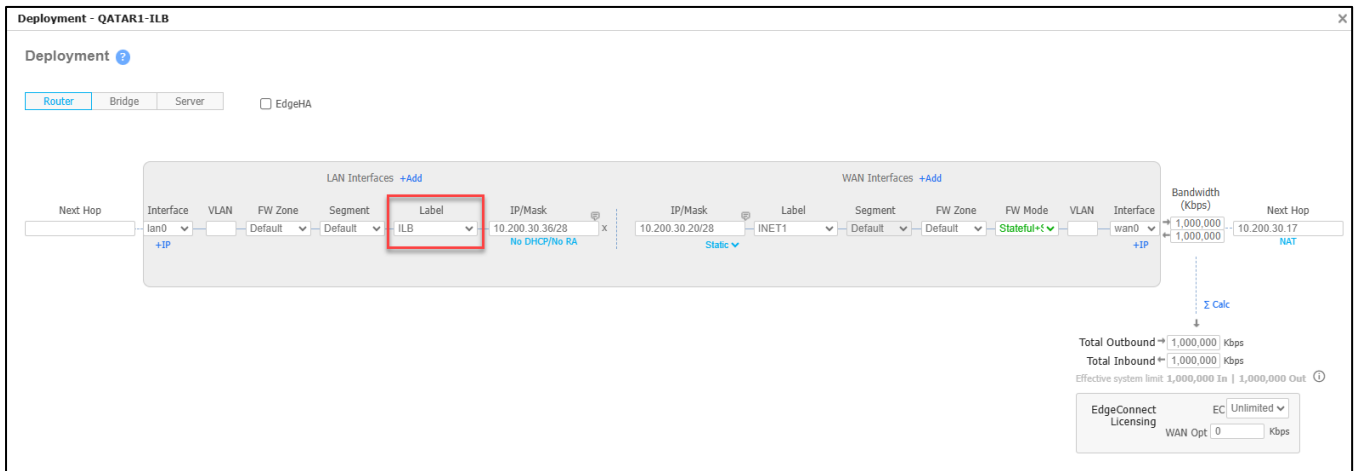 Deployment - QATAR1-ILB
Deployment ?
Router Bridge Server EdgeHA
LAN Interfaces +Add WAN Interfaces +Add
Bandwidth
(Kbps)
Next Hop Interface VLAN FW Zone Segment Label IP/Mask IP/Mask Label Segment FW Zone FW Mode VLAN Interface Next Hop
lan0 Default Default ILB 10.200.30.36/28 x 10.200.30.20/28 INET1 Default Default Stateful+S wan0 1,000,000 10.200.30.17
1,000,000
+IP No DHCP/No RA Static +IP NAT
Σ Calc
Total Outbound 1,000,000 Kbps
Total Inbound 1,000,000 Kbps
Effective system limit 1,000,000 In | 1,000,000 Out
EdgeConnect EC Unlimited
Licensing
WAN Opt 0 Kbps